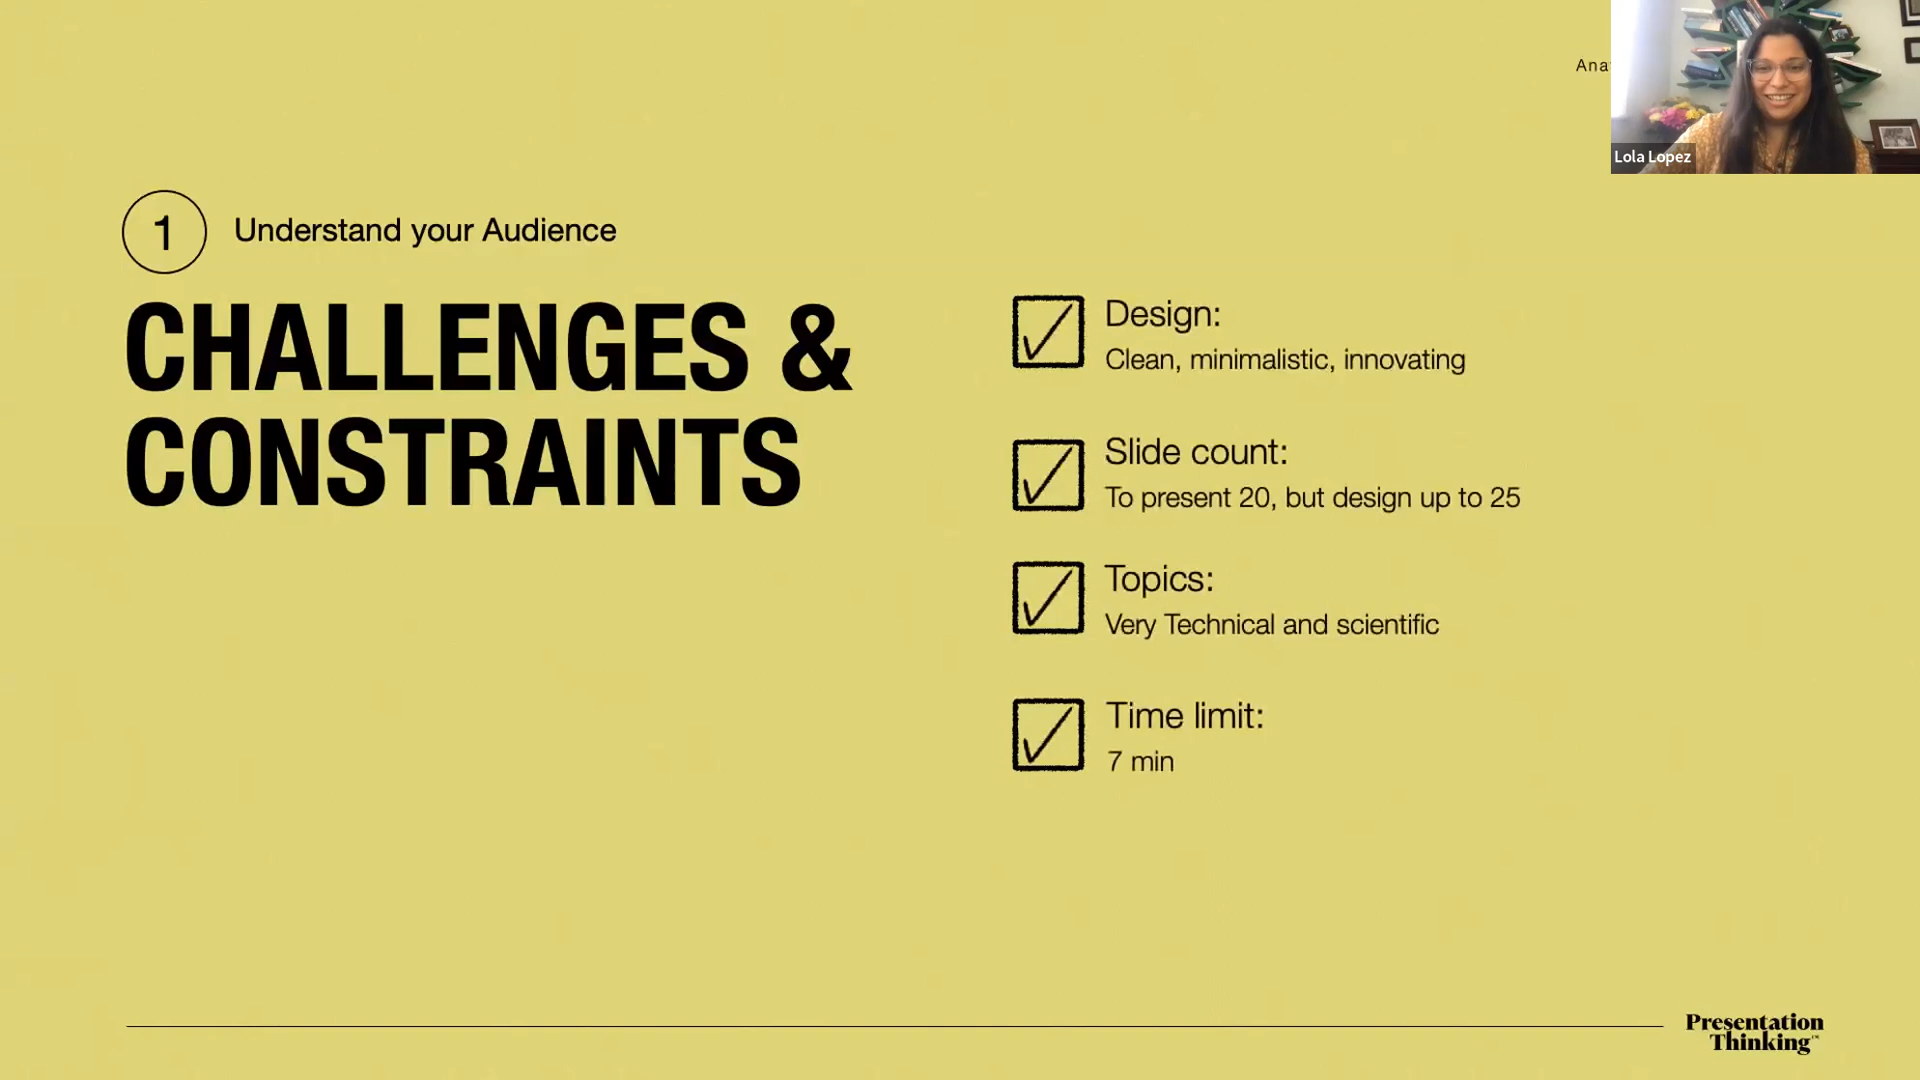 Lola Lopez
1
Understand your Audience
CHALLENGES &
CONSTRAINTS
Design:
Clean, minimalistic, innovating
Slide count:
To present 20, but design up to 25
Topics:
Very Technical and scientific
Time limit:
7 min
Presentation
Thinking™